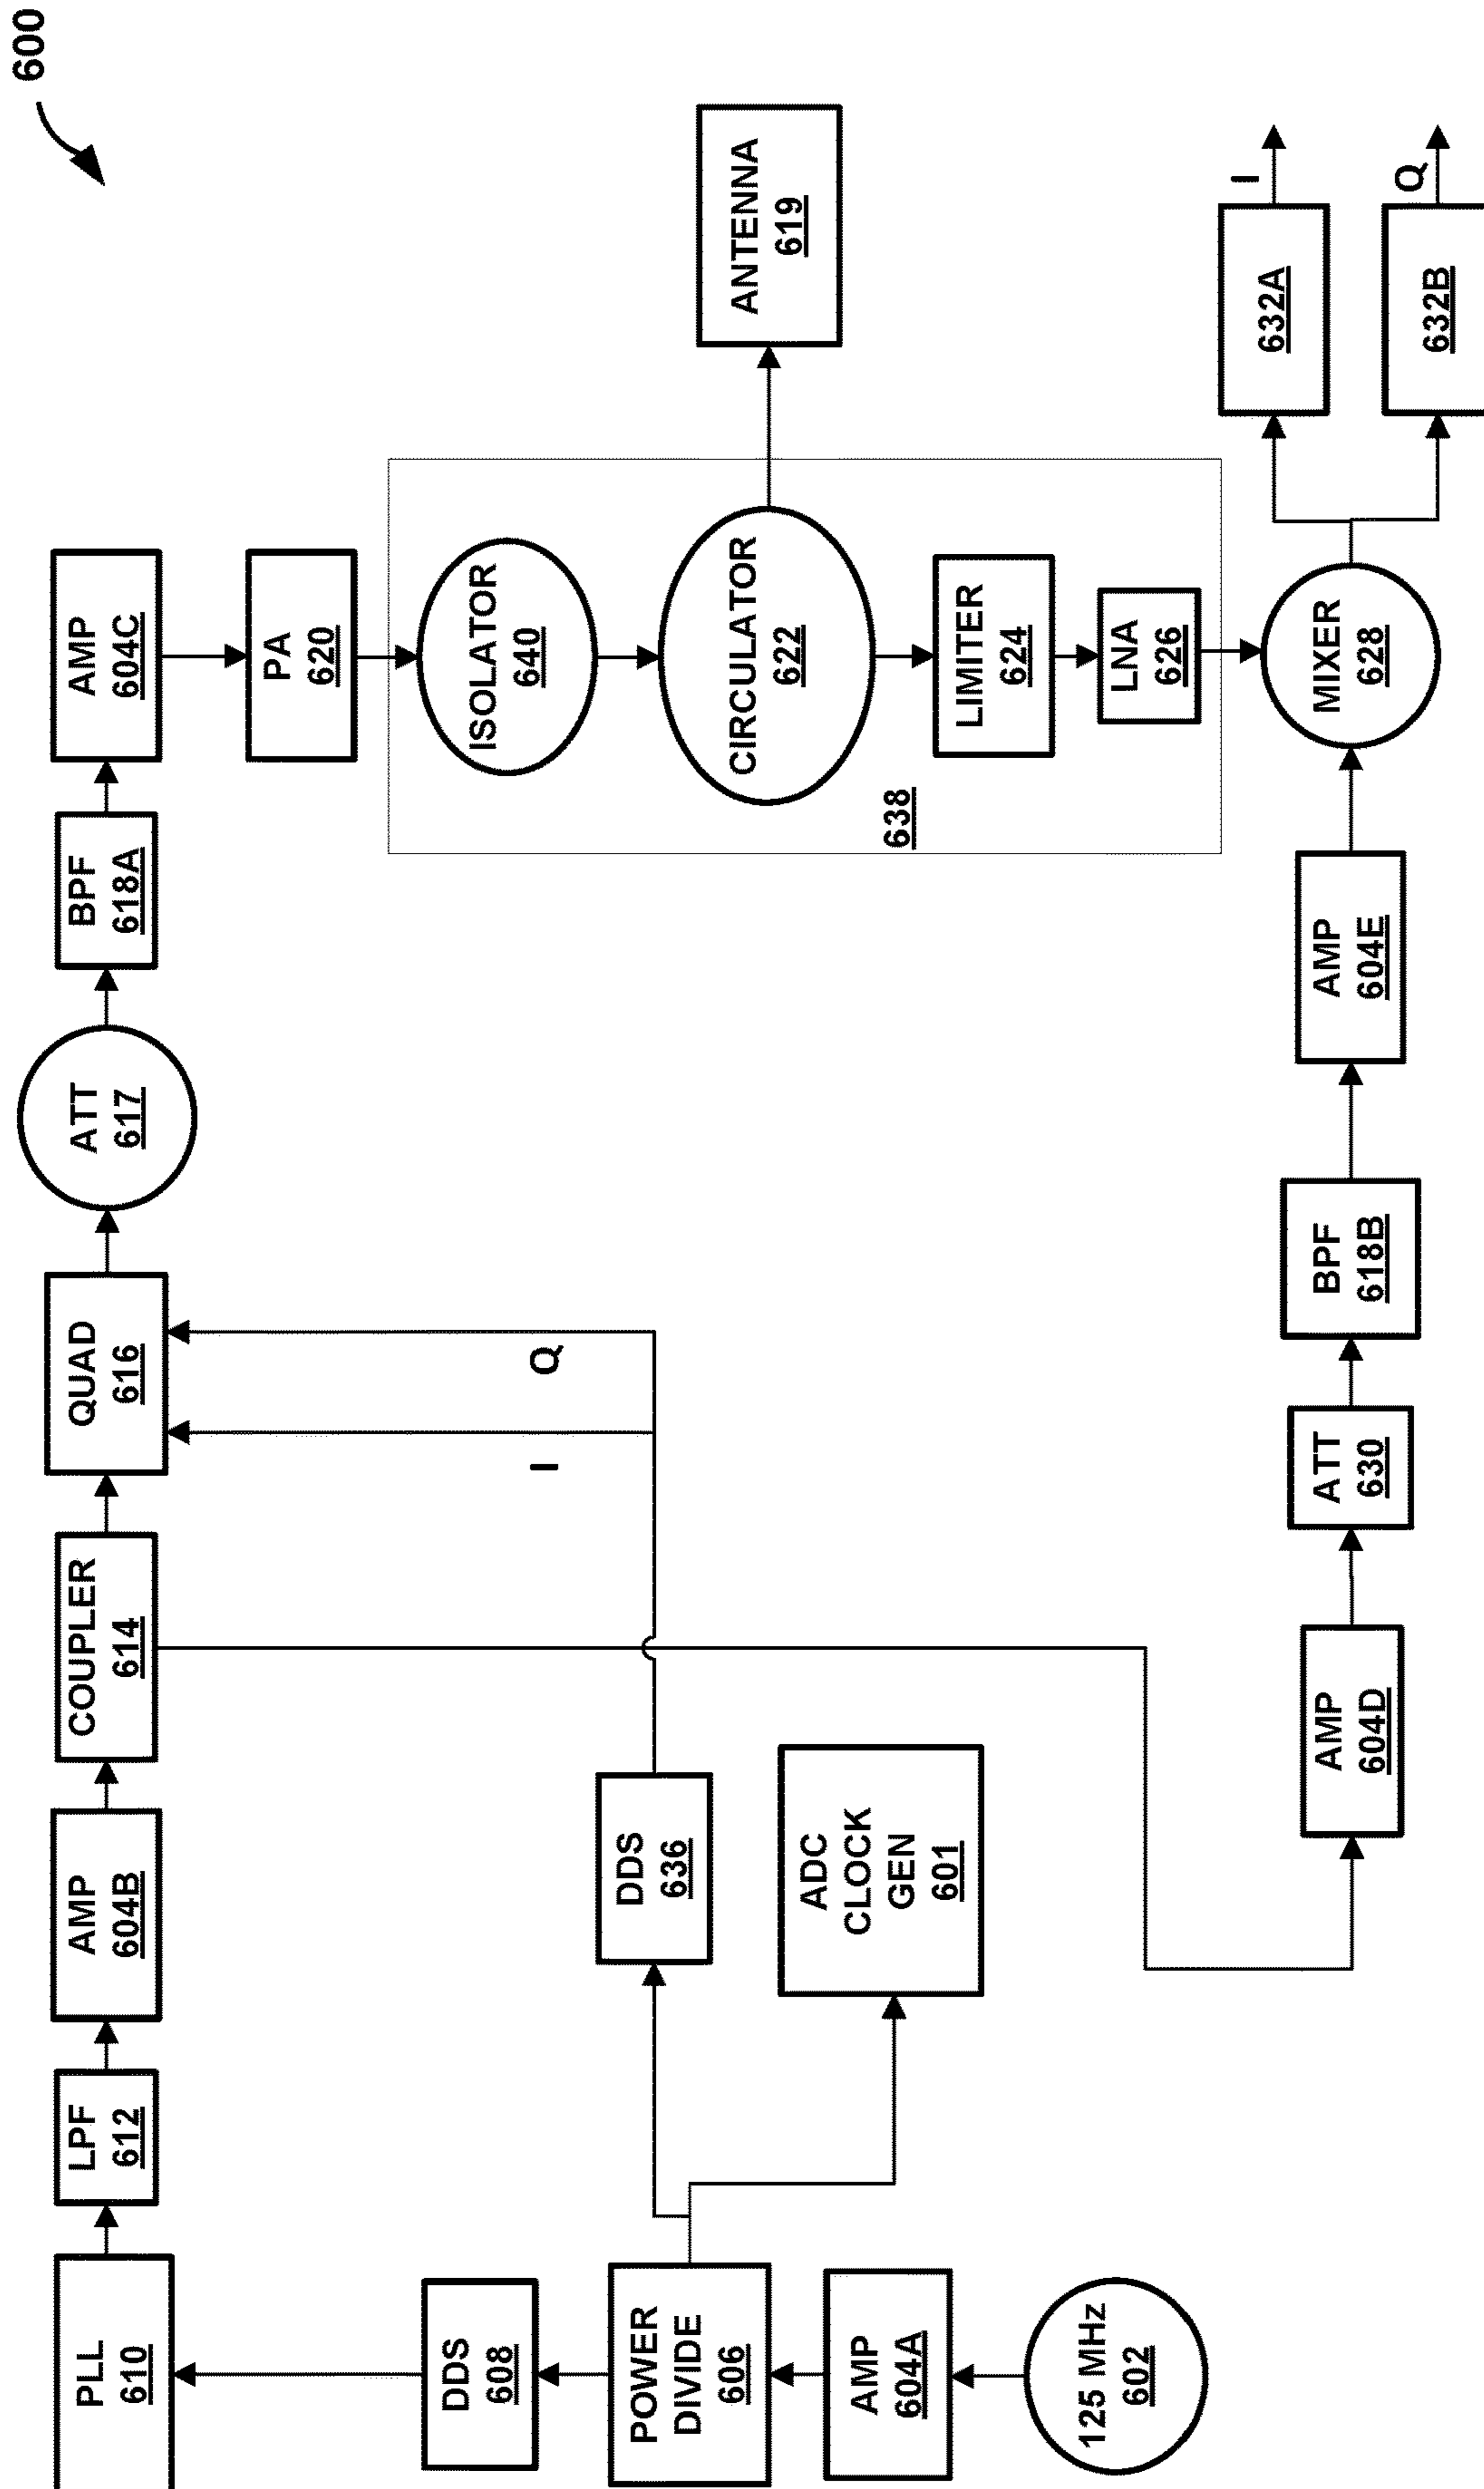 600
PLL
610
LPF
612
AMP
604B
COUPLER
614
QUAD
616
ATT
617
BPF
618A
AMP
604C
PA
620
DDS
608
I
Q
ISOLATOR
640
POWER
DIVIDE
606
DDS
636
CIRCULATOR
622
ANTENNA
619
AMP
604A
ADC
CLOCK
GEN
601
638
LIMITER
624
125 MHz
602
LNA
626
AMP
604D
ATT
630
BPF
618B
AMP
604E
MIXER
628
632A
I
632B
Q